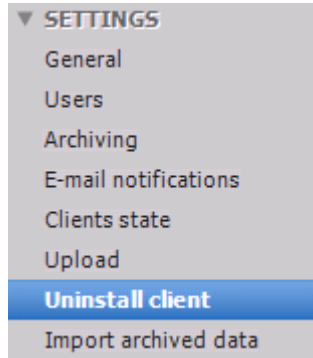 SETTINGS
General
Users
Archiving
E-mail notifications
Clients state
Upload
Uninstall client
Import archived data